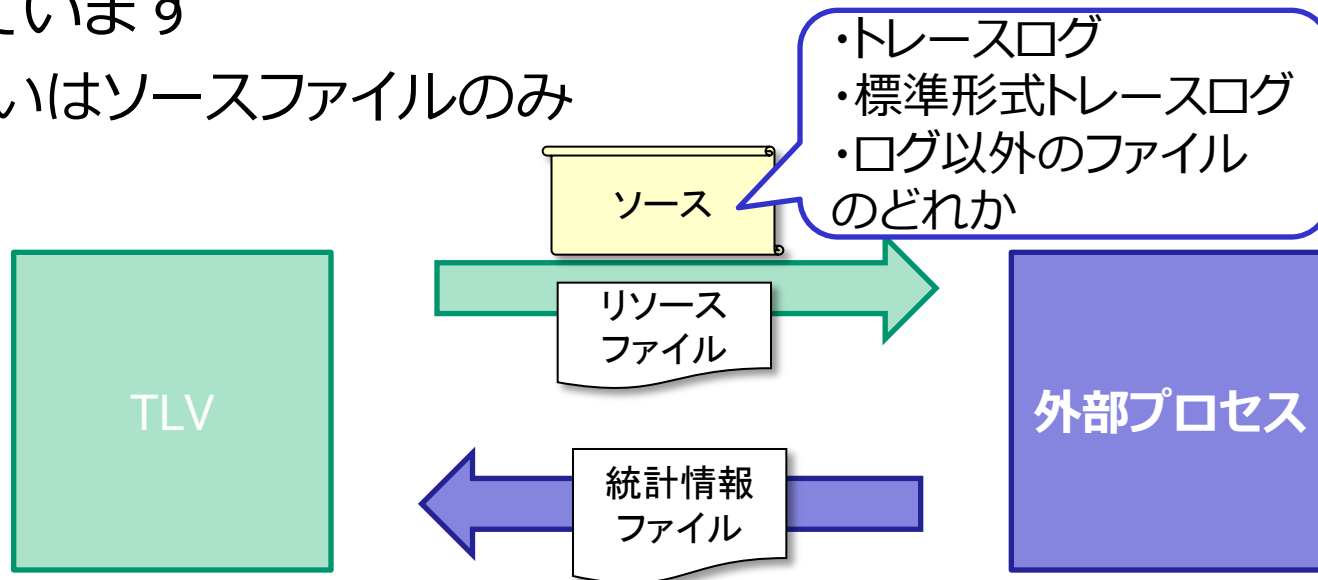 ています
いはソースファイルのみ
・トレースログ
・標準形式トレースログ
・ログ以外のファイル
のどれか
ソース
リソース
ファイル
TLV
外部プロセス
統計情報
ファイル